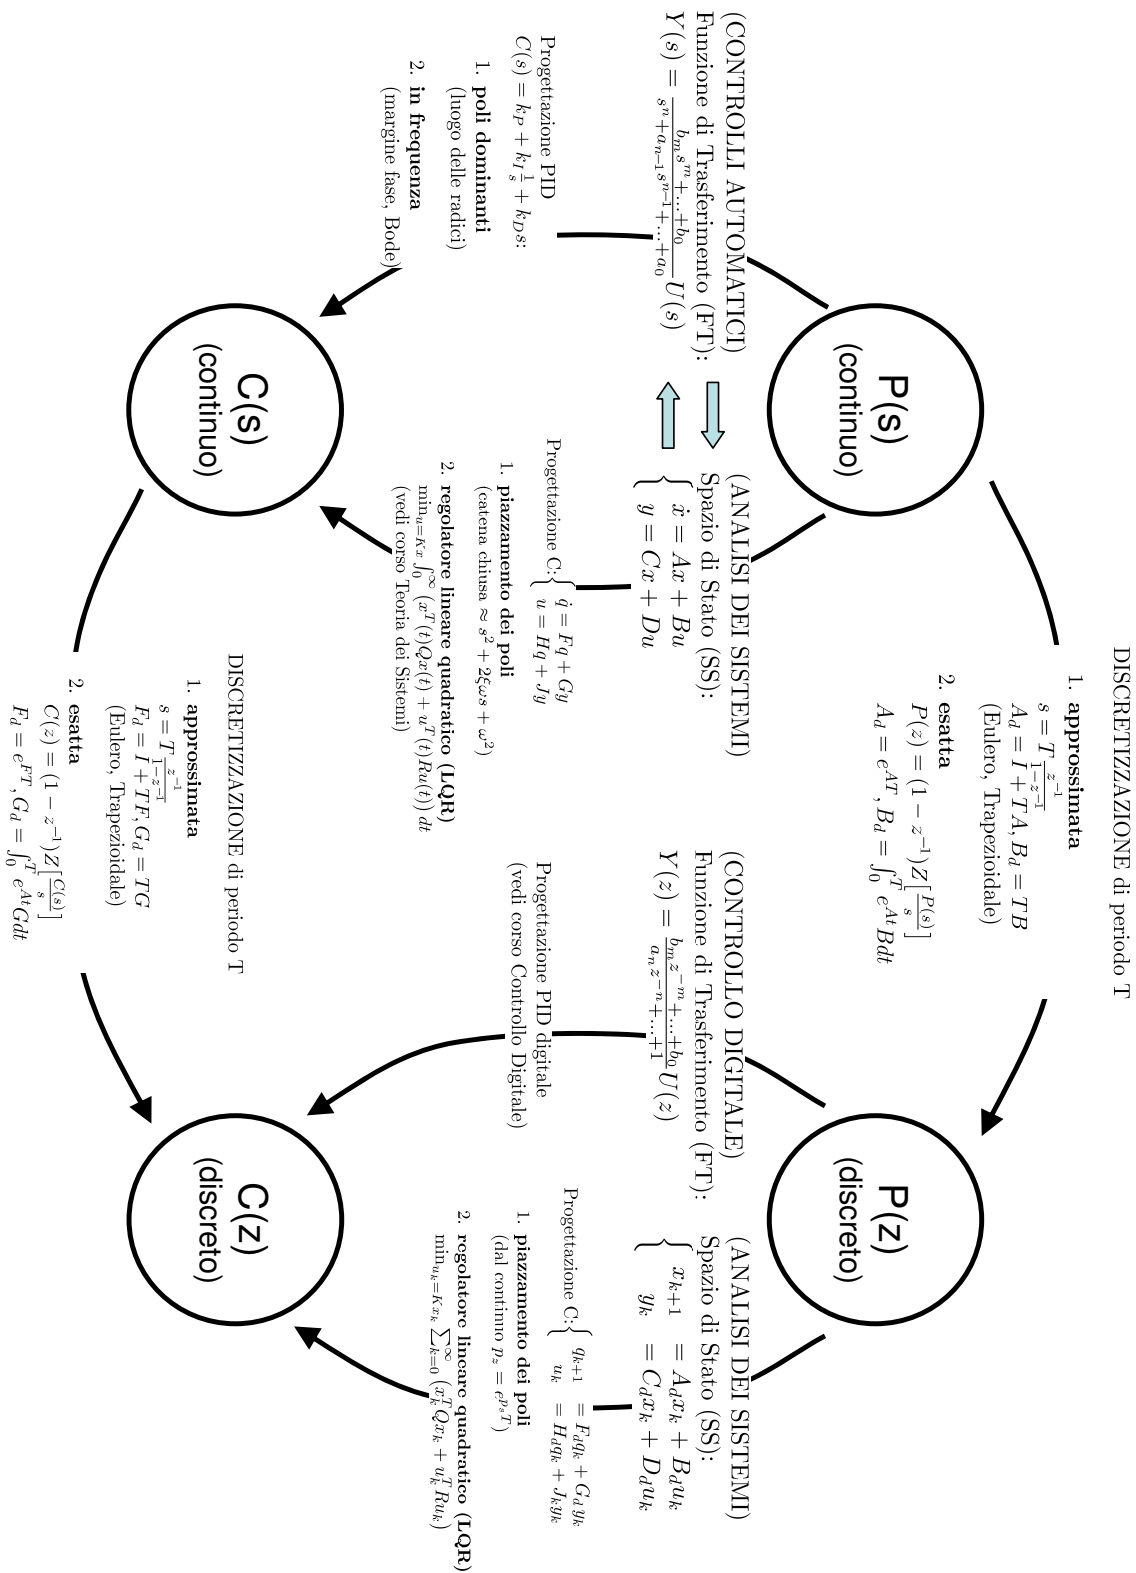 DISCRETIZZAZIONE di periodo T
1. approssimata
s = T \frac{z^{-1}}{1-z^{-1}}
A_d = I + TA, B_d = TB
(Eulero, Trapezioidale)
2. esatta
P(z) = (1 − z^{-1})Z[\frac{P(s)}{s}]
A_d = e^{AT}, B_d = \int_0^T e^{At}Bdt
P(s)
(continuo)
P(z)
(discreto)
(CONTROLLI AUTOMATICI)
Funzione di Trasferimento (FT):
Y(s) = \frac{b_m s^m+...+b_0}{s^n+a_{n-1}s^{n-1}+...+a_0}U(s)
(ANALISI DEI SISTEMI)
Spazio di Stato (SS):
ẋ = Ax + Bu
y = Cx + Du
(CONTROLLO DIGITALE)
Funzione di Trasferimento (FT):
Y(z) = \frac{b_m z^{-m}+...+b_0}{a_n z^{-n}+...+1}U(z)
(ANALISI DEI SISTEMI)
Spazio di Stato (SS):
x_{k+1} = A_d x_k + B_d u_k
y_k = C_d x_k + D_d u_k
Progettazione PID
C(s) = k_P + k_I \frac{1}{s} + k_D s:
1. poli dominanti
(luogo delle radici)
2. in frequenza
(margine fase, Bode)
Progettazione C:
q̇ = Fq + Gy
u = Hq + Jy
1. piazzamento dei poli
(catena chiusa ≈ s^2 + 2ξωs + ω^2)
2. regolatore lineare quadratico (LQR)
min_{u=Kx} \int_0^∞ (x^T(t)Qx(t) + u^T(t)Ru(t)) dt
(vedi corso Teoria dei Sistemi)
Progettazione PID digitale
(vedi corso Controllo Digitale)
Progettazione C:
q_{k+1} = F_d q_k + G_d y_k
u_k = H_d q_k + J_k y_k
1. piazzamento dei poli
(dal continuo p_z = e^{p_s T})
2. regolatore lineare quadratico (LQR)
min_{u_k=Kx_k} \sum_{k=0}^∞ (x_k^T Q x_k + u_k^T R u_k)
C(s)
(continuo)
C(z)
(discreto)
DISCRETIZZAZIONE di periodo T
1. approssimata
s = T \frac{z^{-1}}{1-z^{-1}}
F_d = I + TF, G_d = TG
(Eulero, Trapezioidale)
2. esatta
C(z) = (1 − z^{-1})Z[\frac{C(s)}{s}]
F_d = e^{FT}, G_d = \int_0^T e^{At}Gdt